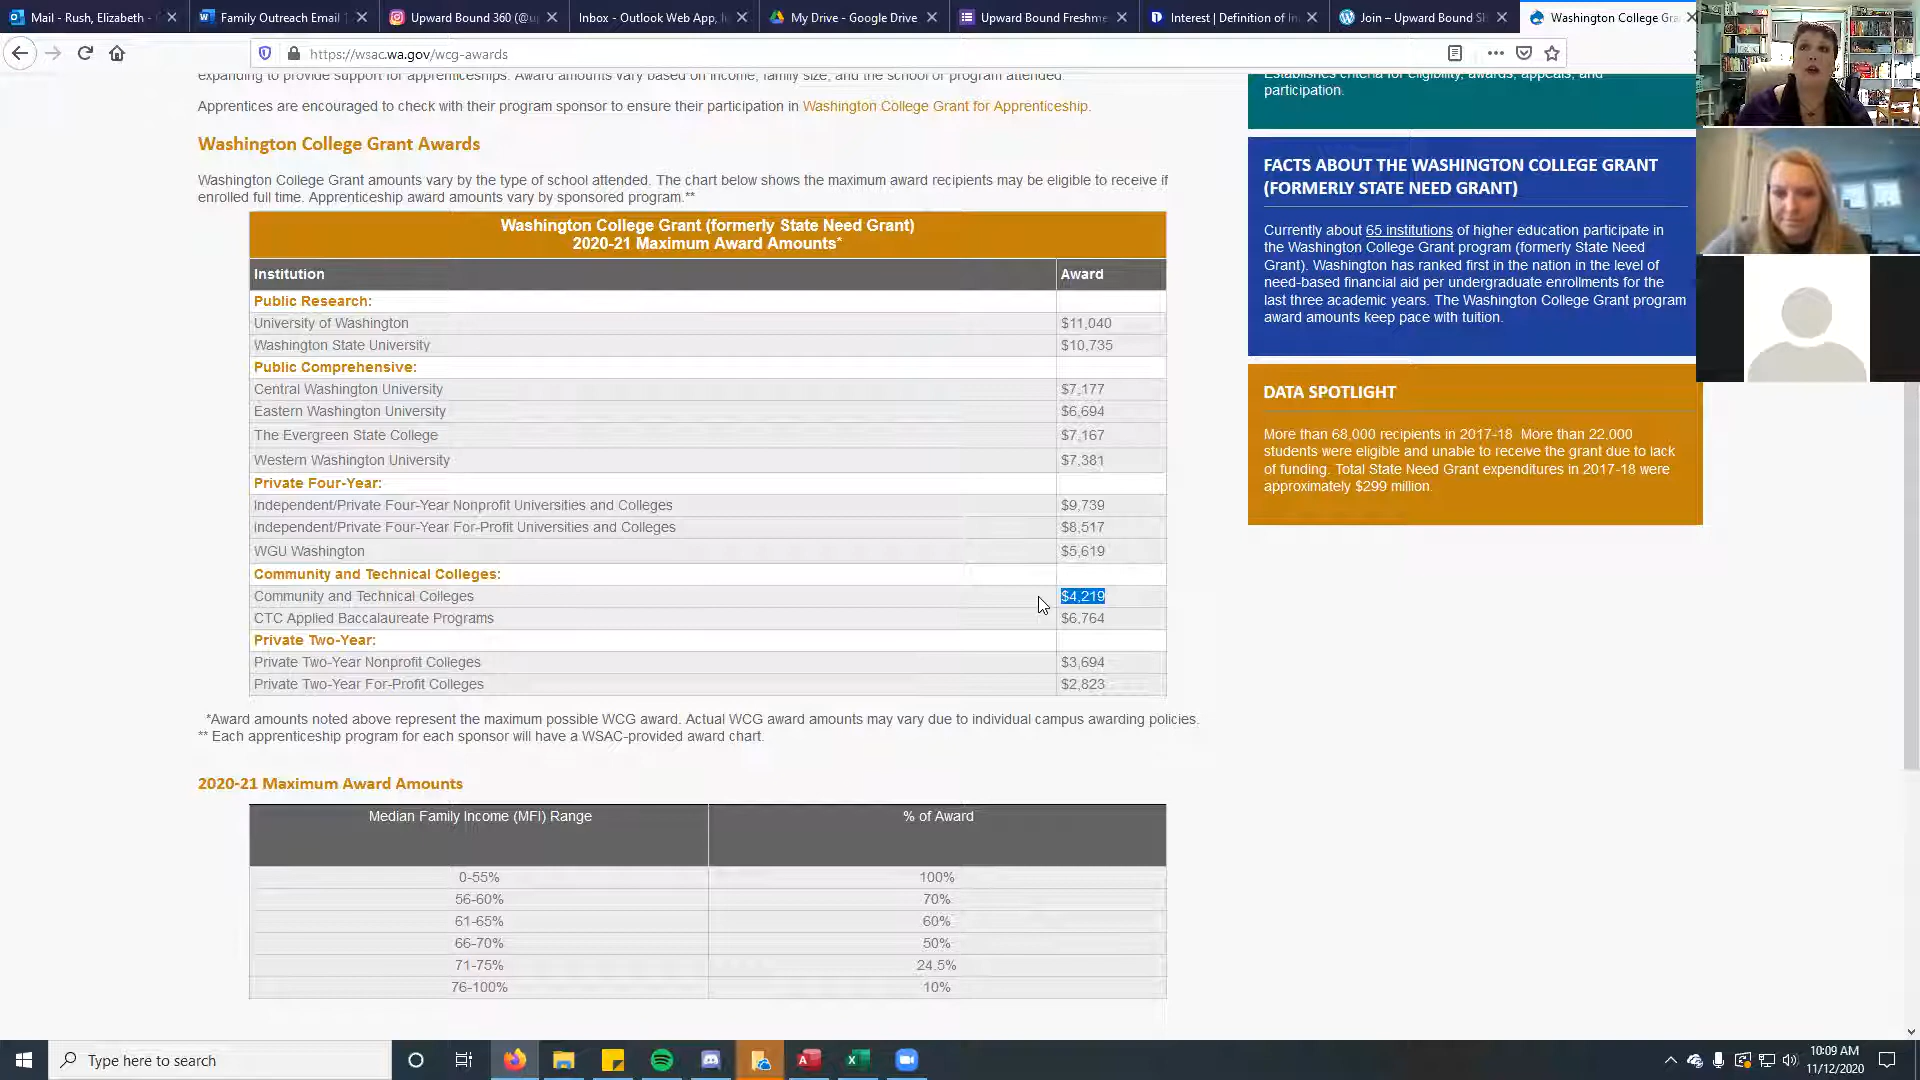 Mail - Rush, Elizabeth -
Family Outreach Email
Upward Bound 360 (@u
Inbox - Outlook Web App, l
My Drive - Google Drive
Upward Bound Freshme
Interest | Definition of In
Join – Upward Bound S
Washington College Gra
https://wsac.wa.gov/wcg-awards
expanding to provide support for apprenticeships. Award amounts vary based on income, family size, and the school or program attended.
Apprentices are encouraged to check with their program sponsor to ensure their participation in Washington College Grant for Apprenticeship.
Washington College Grant Awards
Washington College Grant amounts vary by the type of school attended. The chart below shows the maximum award recipients may be eligible to receive if
enrolled full time. Apprenticeship award amounts vary by sponsored program.**
Washington College Grant (formerly State Need Grant)
2020-21 Maximum Award Amounts*
Institution Award
Public Research:
University of Washington $11,040
Washington State University $10,735
Public Comprehensive:
Central Washington University $7,177
Eastern Washington University $6,694
The Evergreen State College $7,167
Western Washington University $7,381
Private Four-Year:
Independent/Private Four-Year Nonprofit Universities and Colleges $9,739
Independent/Private Four-Year For-Profit Universities and Colleges $8,517
WGU Washington $5,619
Community and Technical Colleges:
Community and Technical Colleges $4,219
CTC Applied Baccalaureate Programs $6,764
Private Two-Year:
Private Two-Year Nonprofit Colleges $3,694
Private Two-Year For-Profit Colleges $2,823
*Award amounts noted above represent the maximum possible WCG award. Actual WCG award amounts may vary due to individual campus awarding policies.
** Each apprenticeship program for each sponsor will have a WSAC-provided award chart.
2020-21 Maximum Award Amounts
Median Family Income (MFI) Range % of Award
0-55% 100%
56-60% 70%
61-65% 60%
66-70% 50%
71-75% 24.5%
76-100% 10%
Establishes criteria for eligibility, awards, appeals, and
participation.
FACTS ABOUT THE WASHINGTON COLLEGE GRANT
(FORMERLY STATE NEED GRANT)
Currently about 65 institutions of higher education participate in
the Washington College Grant program (formerly State Need
Grant). Washington has ranked first in the nation in the level of
need-based financial aid per undergraduate enrollments for the
last three academic years. The Washington College Grant program
award amounts keep pace with tuition.
DATA SPOTLIGHT
More than 68,000 recipients in 2017-18 More than 22,000
students were eligible and unable to receive the grant due to lack
of funding. Total State Need Grant expenditures in 2017-18 were
approximately $299 million.
Type here to search
10:09 AM
11/12/2020